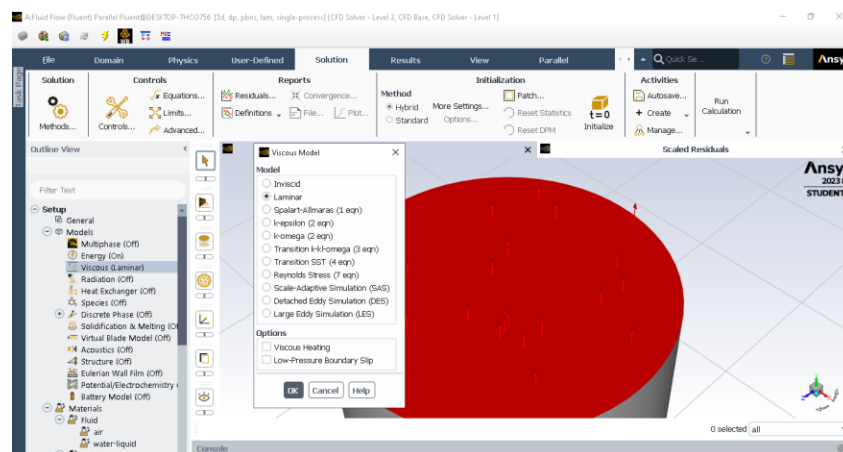 A:Fluid Flow (Fluent) Parallel Fluent@DESKTOP-7HCO756 [3d, dp, pbns, lam, single-process] [CFD Solver - Level 2, CFD Base, CFD Solver - Level 1]
File Domain Physics User-Defined Solution Results View Parallel Quick Se... Ansy
Task Page
Solution Controls Reports Initialization Activities
Methods... Controls... Equations... Limits... Advanced...
Residuals... Convergence...
Definitions File... Plot...
Method
Hybrid More Settings...
Standard Options...
Patch...
Reset Statistics
Reset DPM
t=0
Initialize
Autosave...
Create
Manage...
Run
Calculation
Outline View
Filter Text
Setup
General
Models
Multiphase (Off)
Energy (On)
Viscous (Laminar)
Radiation (Off)
Heat Exchanger (Off)
Species (Off)
Discrete Phase (Off)
Solidification & Melting (Of
Virtual Blade Model (Off)
Acoustics (Off)
Structure (Off)
Eulerian Wall Film (Off)
Potential/Electrochemistry
Battery Model (Off)
Materials
Fluid
air
water-liquid
Viscous Model
Model
Inviscid
Laminar
Spalart-Allmaras (1 eqn)
k-epsilon (2 eqn)
k-omega (2 eqn)
Transition k-kl-omega (3 eqn)
Transition SST (4 eqn)
Reynolds Stress (7 eqn)
Scale-Adaptive Simulation (SAS)
Detached Eddy Simulation (DES)
Large Eddy Simulation (LES)
Options
Viscous Heating
Low-Pressure Boundary Slip
OK Cancel Help
Scaled Residuals
Ansy
2023
STUDENT
0 selected all
Console